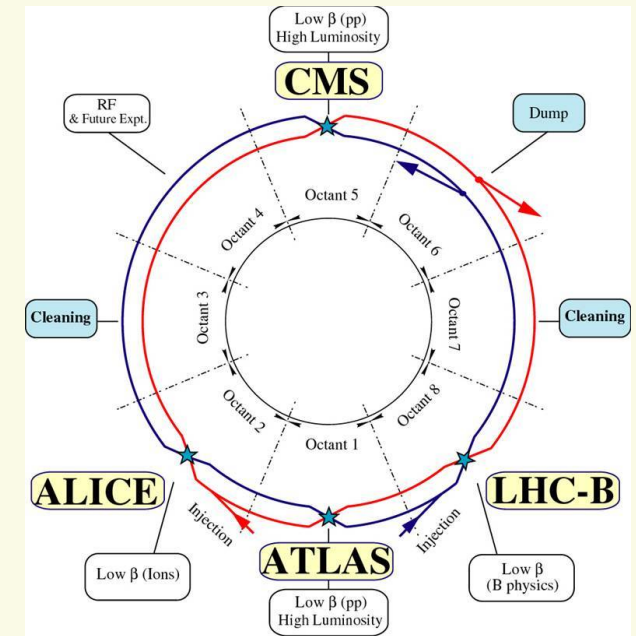 Low β (pp)
High Luminosity
CMS
RF
& Future Expt.
Dump
Octant 5
Octant 4
Octant 6
Cleaning
Octant 3
Octant 7
Cleaning
Octant 2
Octant 8
Octant 1
ALICE
LHC-B
Injection
Injection
ATLAS
Low β (Ions)
Low β
(B physics)
Low β (pp)
High Luminosity